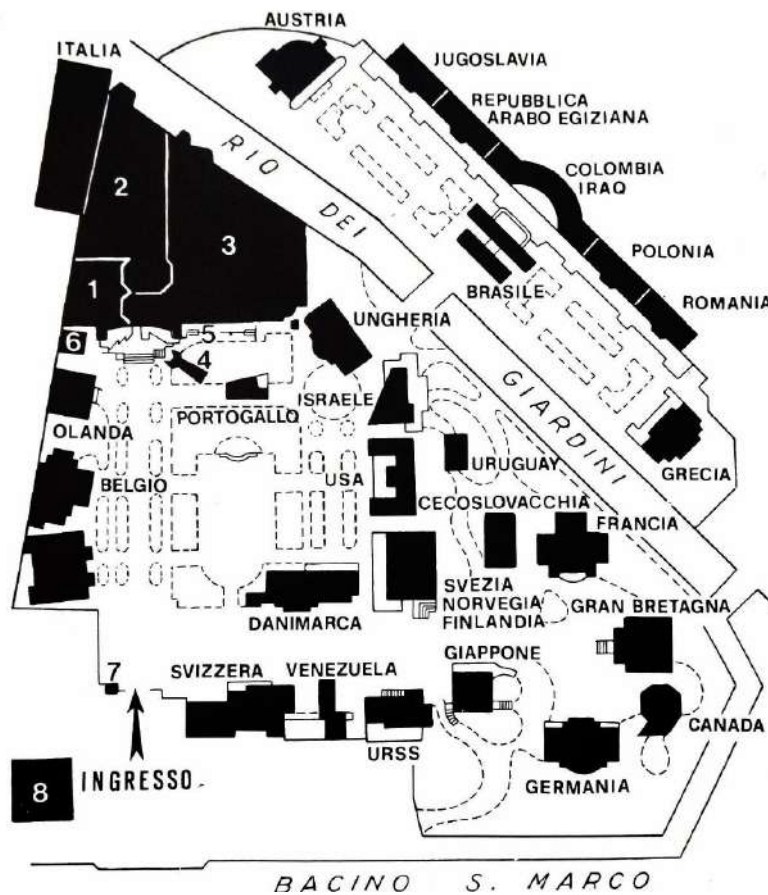 AUSTRIA
ITALIA
JUGOSLAVIA
REPUBBLICA
ARABO EGIZIANA
COLOMBIA
IRAQ
POLONIA
ROMANIA
RIO DEI
GIARDINI
2
3
1
6
5
4
BRASILE
UNGHERIA
ISRAELE
PORTOGALLO
OLANDA
BELGIO
USA
URUGUAY
GRECIA
CECOSLOVACCHIA
FRANCIA
SVEZIA
NORVEGIA
FINLANDIA
DANIMARCA
GRAN BRETAGNA
GIAPPONE
7
SVIZZERA
VENEZUELA
URSS
CANADA
GERMANIA
8
INGRESSO
BACINO S. MARCO